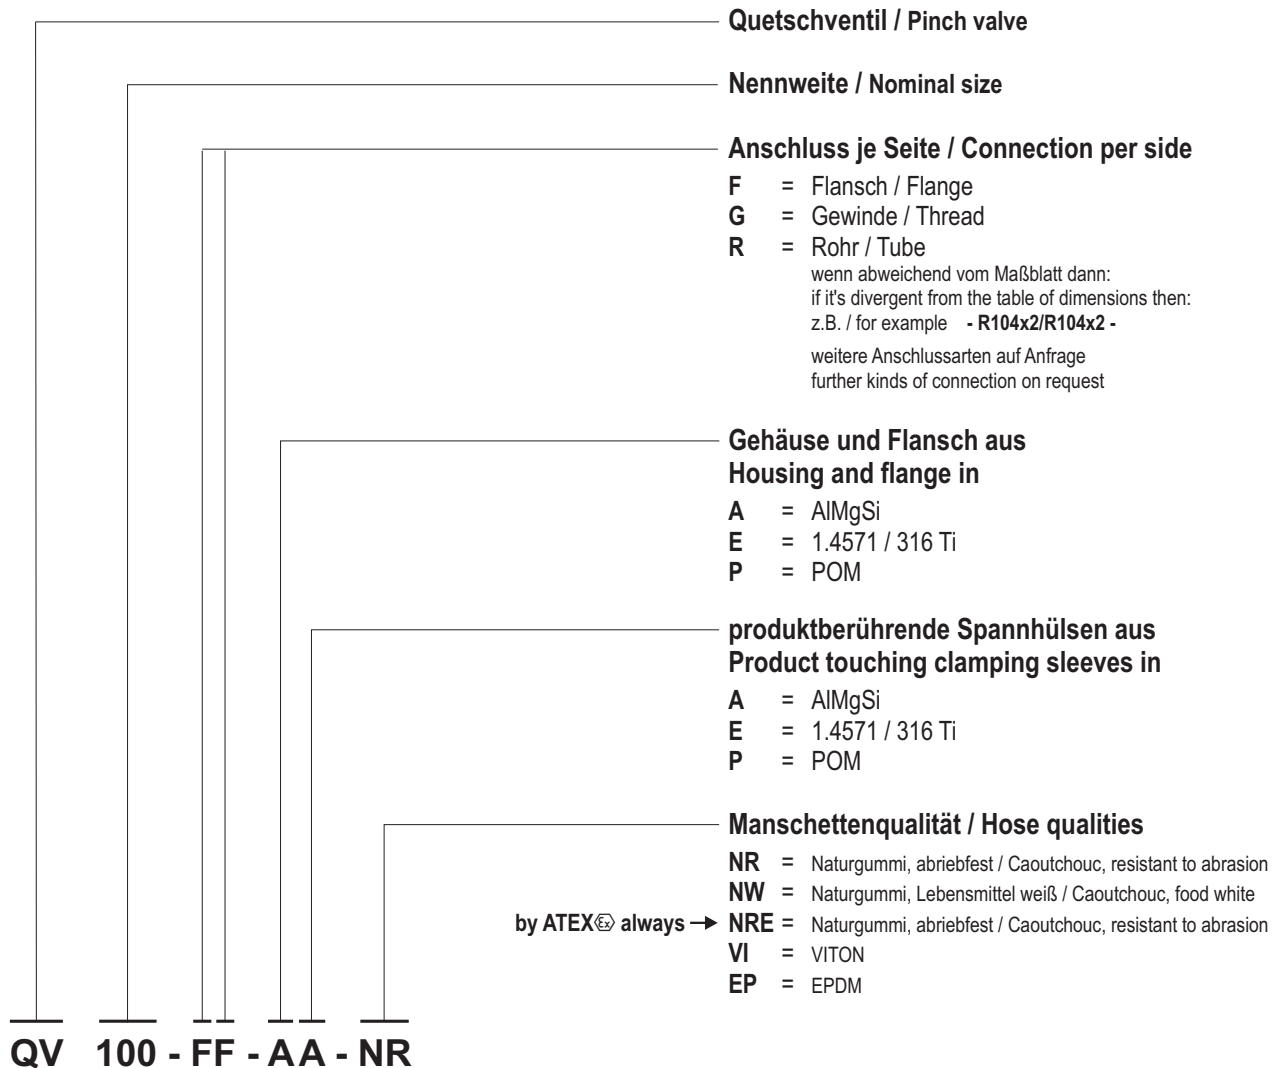 Quetschventil / Pinch valve
Nennweite / Nominal size
Anschluss je Seite / Connection per side
F = Flansch / Flange
G = Gewinde / Thread
R = Rohr / Tube
wenn abweichend vom Maßblatt dann:
if it's divergent from the table of dimensions then:
z.B. / for example - R104x2/R104x2 -
weitere Anschlussarten auf Anfrage
further kinds of connection on request
Gehäuse und Flansch aus
Housing and flange in
A = AlMgSi
E = 1.4571 / 316 Ti
P = POM
produktberührende Spannhülsen aus
Product touching clamping sleeves in
A = AlMgSi
E = 1.4571 / 316 Ti
P = POM
Manschettenqualität / Hose qualities
NR = Naturgummi, abriebfest / Caoutchouc, resistant to abrasion
NW = Naturgummi, Lebensmittel weiß / Caoutchouc, food white
by ATEX Ex always → NRE = Naturgummi, abriebfest / Caoutchouc, resistant to abrasion
VI = VITON
EP = EPDM
QV 100 - FF - AA - NR